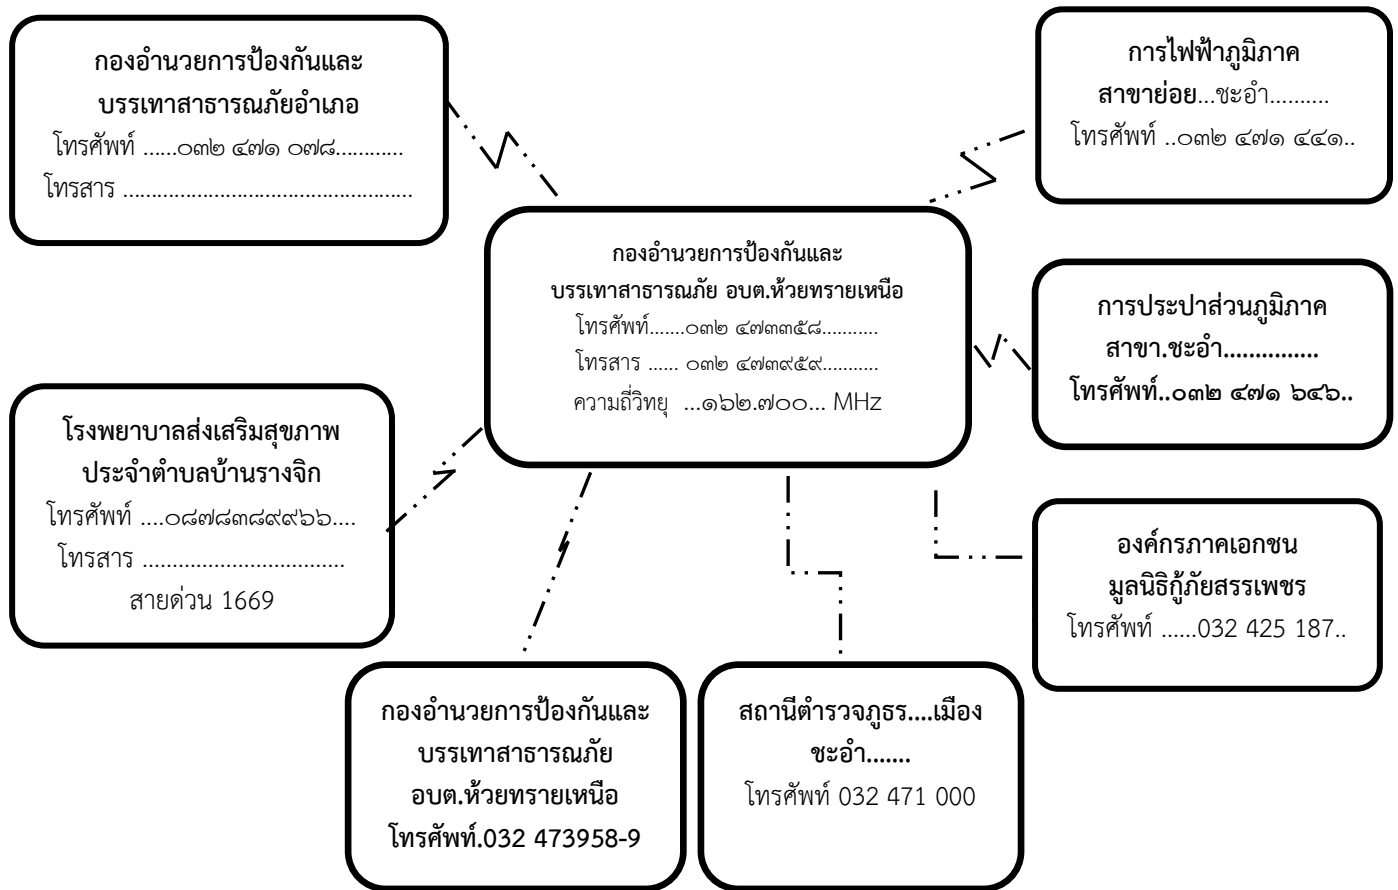 กองอำนวยการป้องกันและ
บรรเทาสาธารณภัยอำเภอ
โทรศัพท์ ......๐๓๒ ๔๗๑ ๐๗๘............
โทรสาร .................................................
การไฟฟ้าภูมิภาค
สาขาย่อย...ชะอำ..........
โทรศัพท์ ..๐๓๒ ๔๗๑ ๔๔๑..
กองอำนวยการป้องกันและ
บรรเทาสาธารณภัย อบต.ห้วยทรายเหนือ
โทรศัพท์.......๐๓๒ ๔๗๓๓๕๘...........
โทรสาร ...... ๐๓๒ ๔๗๓๙๕๙...........
ความถี่วิทยุ ...๑๖๒.๗๐๐... MHz
การประปาส่วนภูมิภาค
สาขา.ชะอำ...............
โทรศัพท์..๐๓๒ ๔๗๑ ๖๔๖..
โรงพยาบาลส่งเสริมสุขภาพ
ประจำตำบลบ้านรางจิก
โทรศัพท์ ....๐๘๗๘๓๘๙๙๖๖....
โทรสาร ..................................
สายด่วน 1669
องค์กรภาคเอกชน
มูลนิธิกู้ภัยสรรเพชร
โทรศัพท์ ......032 425 187..
กองอำนวยการป้องกันและ
บรรเทาสาธารณภัย
อบต.ห้วยทรายเหนือ
โทรศัพท์.032 473958-9
สถานีตำรวจภูธร....เมือง
ชะอำ.......
โทรศัพท์ 032 471 000